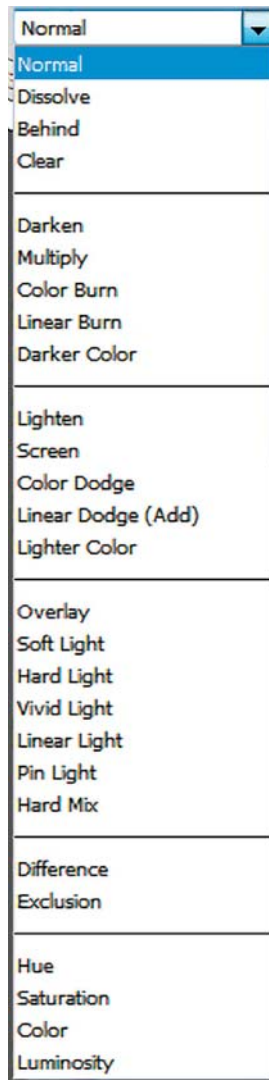 Normal
Normal
Dissolve
Behind
Clear
Darken
Multiply
Color Burn
Linear Burn
Darker Color
Lighten
Screen
Color Dodge
Linear Dodge (Add)
Lighter Color
Overlay
Soft Light
Hard Light
Vivid Light
Linear Light
Pin Light
Hard Mix
Difference
Exclusion
Hue
Saturation
Color
Luminosity